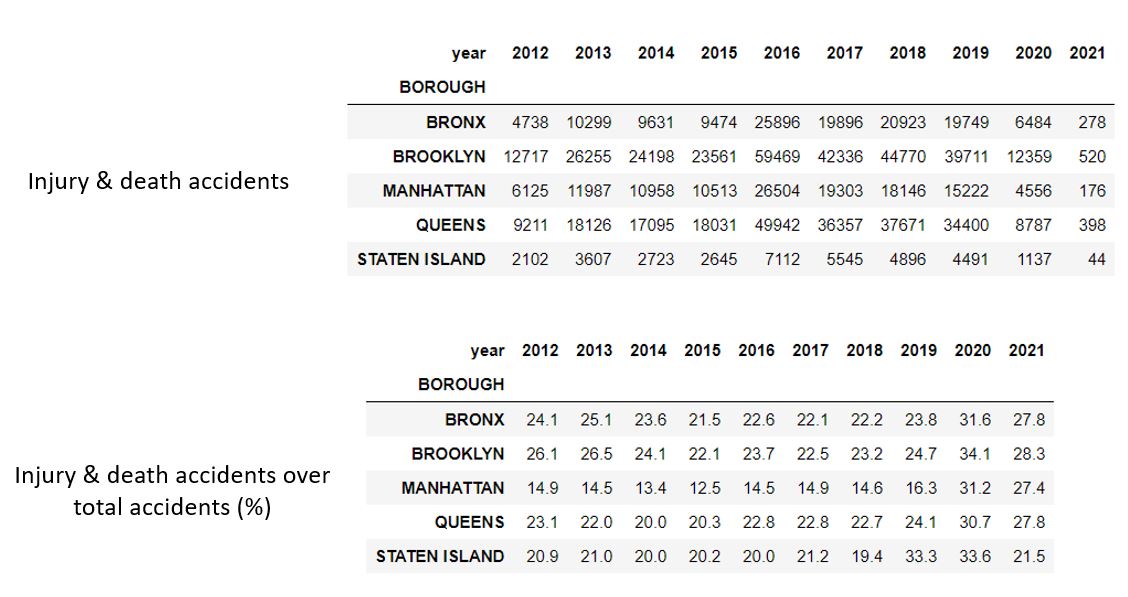 year 2012 2013 2014 2015 2016 2017 2018 2019 2020 2021
BOROUGH
BRONX 4738 10299 9631 9474 25896 19896 20923 19749 6484 278
BROOKLYN 12717 26255 24198 23561 59469 42336 44770 39711 12359 520
Injury & death accidents
MANHATTAN 6125 11987 10958 10513 26504 19303 18146 15222 4556 176
QUEENS 9211 18126 17095 18031 49942 36357 37671 34400 8787 398
STATEN ISLAND 2102 3607 2723 2645 7112 5545 4896 4491 1137 44
year 2012 2013 2014 2015 2016 2017 2018 2019 2020 2021
BOROUGH
BRONX 24.1 25.1 23.6 21.5 22.6 22.1 22.2 23.8 31.6 27.8
BROOKLYN 26.1 26.5 24.1 22.1 23.7 22.5 23.2 24.7 34.1 28.3
Injury & death accidents over
total accidents (%)
MANHATTAN 14.9 14.5 13.4 12.5 14.5 14.9 14.6 16.3 31.2 27.4
QUEENS 23.1 22.0 20.0 20.3 22.8 22.8 22.7 24.1 30.7 27.8
STATEN ISLAND 20.9 21.0 20.0 20.2 20.0 21.2 19.4 33.3 33.6 21.5